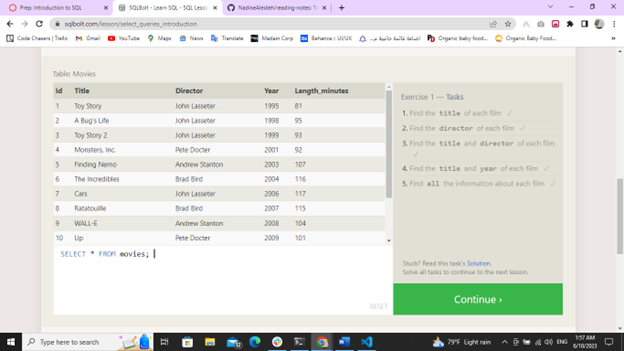 Prep: Introduction to SQL
SQLBolt - Learn SQL - SQL Lesso
NadineAleideh/reading-notes: T
sqlbolt.com/lesson/select_queries_introduction
Code Chasers | Trello
Gmail
YouTube
Maps
News
Translate
Madain Corp
Behance :: UI/UX
Organic baby food...
Organic Baby Food...
Table: Movies
Id Title Director Year Length_minutes
1 Toy Story John Lasseter 1995 81
2 A Bug's Life John Lasseter 1998 95
3 Toy Story 2 John Lasseter 1999 93
4 Monsters, Inc. Pete Docter 2001 92
5 Finding Nemo Andrew Stanton 2003 107
6 The Incredibles Brad Bird 2004 116
7 Cars John Lasseter 2006 117
8 Ratatouille Brad Bird 2007 115
9 WALL-E Andrew Stanton 2008 104
10 Up Pete Docter 2009 101
SELECT * FROM movies;
RESET
Exercise 1 — Tasks
1. Find the title of each film ✓
2. Find the director of each film ✓
3. Find the title and director of each film
✓
4. Find the title and year of each film ✓
5. Find all the information about each film ✓
Stuck? Read this task's Solution.
Solve all tasks to continue to the next lesson.
Continue ›
Type here to search
79°F Light rain
ENG
1:57 AM
6/10/2023